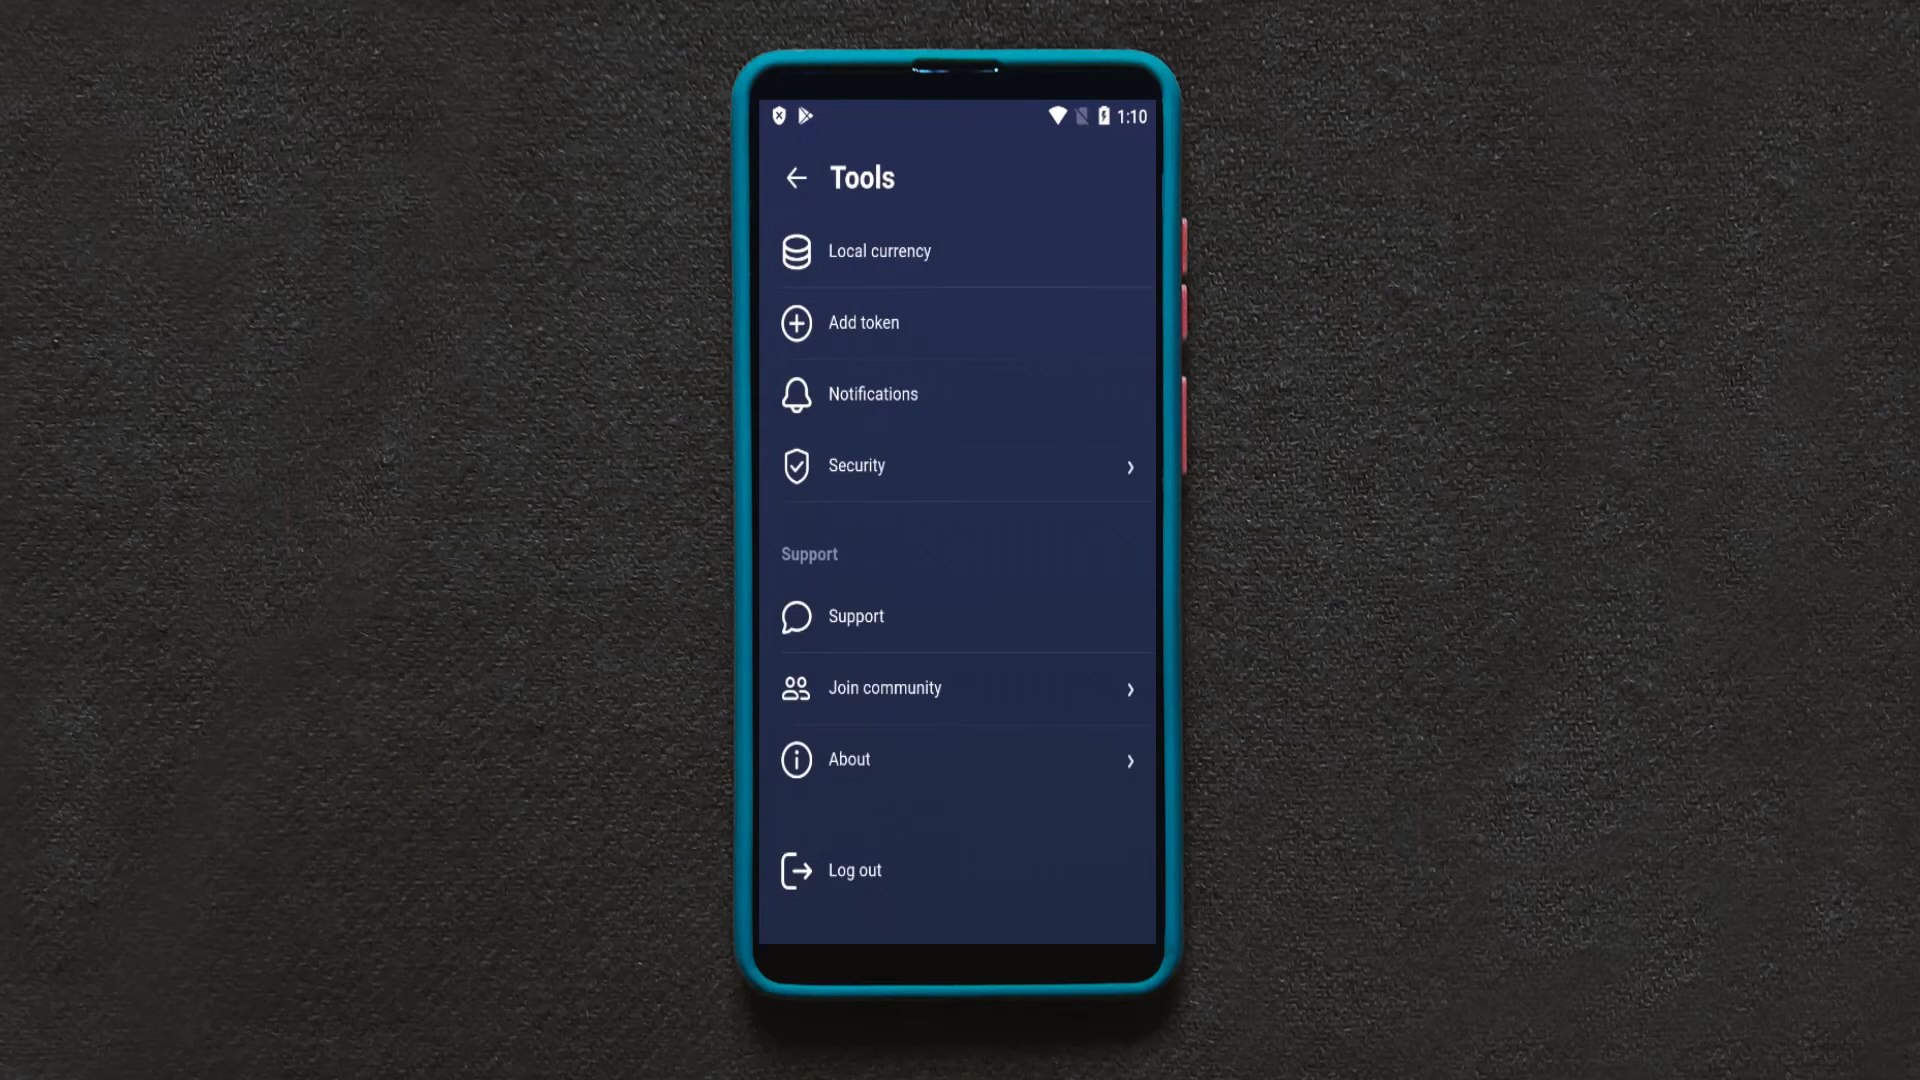 1:10
Tools
Local currency
Add token
Notifications
Security
Support
Support
Join community
About
Log out